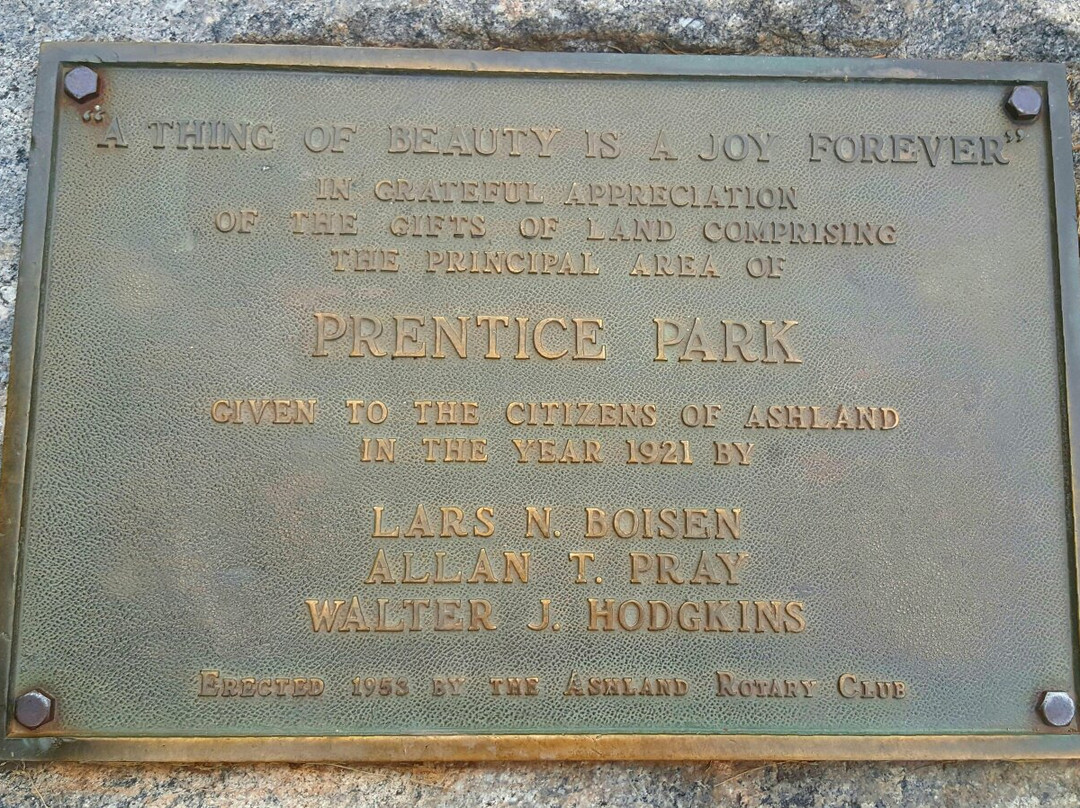 "A THING OF BEAUTY IS A JOY FOREVER"
IN GRATEFUL APPRECIATION
OF THE GIFTS OF LAND COMPRISING
THE PRINCIPAL AREA OF
PRENTICE PARK
GIVEN TO THE CITIZENS OF ASHLAND
IN THE YEAR 1921 BY
LARS N. BOISEN
ALLAN T. PRAY
WALTER J. HODGKINS
ERECTED 1953 BY THE ASHLAND ROTARY CLUB